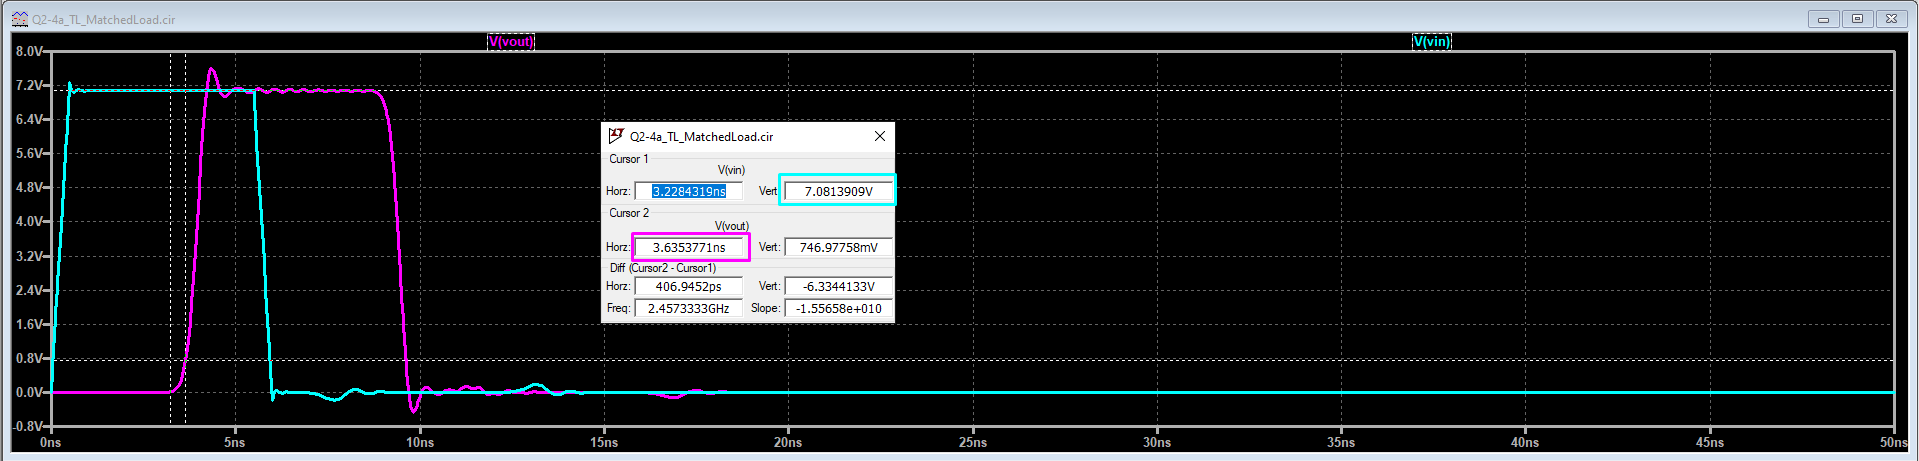 Q2-4a_TL_MatchedLoad.cir
V(vout) V(vin)
8.0V
7.2V
6.4V
5.6V
4.8V
4.0V
3.2V
2.4V
1.6V
0.8V
0.0V
-0.8V
0ns 5ns 10ns 15ns 20ns 25ns 30ns 35ns 40ns 45ns 50ns
Q2-4a_TL_MatchedLoad.cir
Cursor 1
V(vin)
Horz: 3.2284319ns Vert: 7.0813909V
Cursor 2
V(vout)
Horz: 3.6353771ns Vert: 746.97758mV
Diff (Cursor2 - Cursor1)
Horz: 406.9452ps Vert: -6.3344133V
Freq: 2.4573333GHz Slope: -1.55658e+010